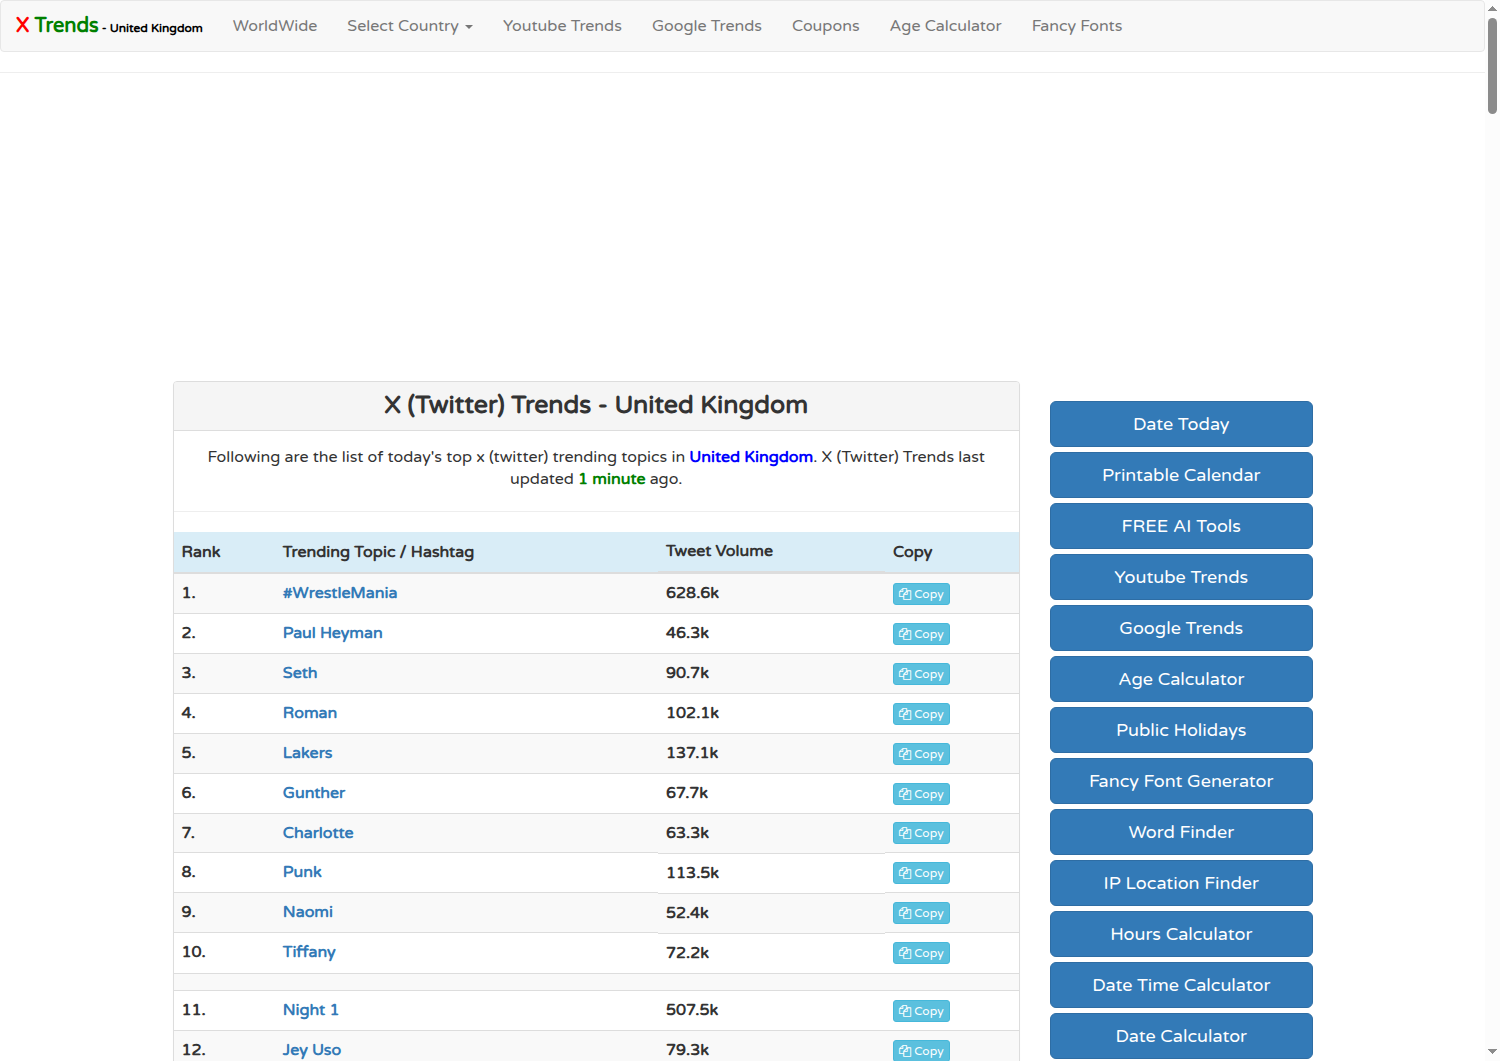 X Trends - United Kingdom WorldWide Select Country Youtube Trends Google Trends Coupons Age Calculator Fancy Fonts
X (Twitter) Trends - United Kingdom
Following are the list of today's top x (twitter) trending topics in United Kingdom. X (Twitter) Trends last
updated 1 minute ago.
Rank Trending Topic / Hashtag Tweet Volume Copy
1. #WrestleMania 628.6k Copy
2. Paul Heyman 46.3k Copy
3. Seth 90.7k Copy
4. Roman 102.1k Copy
5. Lakers 137.1k Copy
6. Gunther 67.7k Copy
7. Charlotte 63.3k Copy
8. Punk 113.5k Copy
9. Naomi 52.4k Copy
10. Tiffany 72.2k Copy
11. Night 1 507.5k Copy
12. Jey Uso 79.3k Copy
Date Today
Printable Calendar
FREE AI Tools
Youtube Trends
Google Trends
Age Calculator
Public Holidays
Fancy Font Generator
Word Finder
IP Location Finder
Hours Calculator
Date Time Calculator
Date Calculator